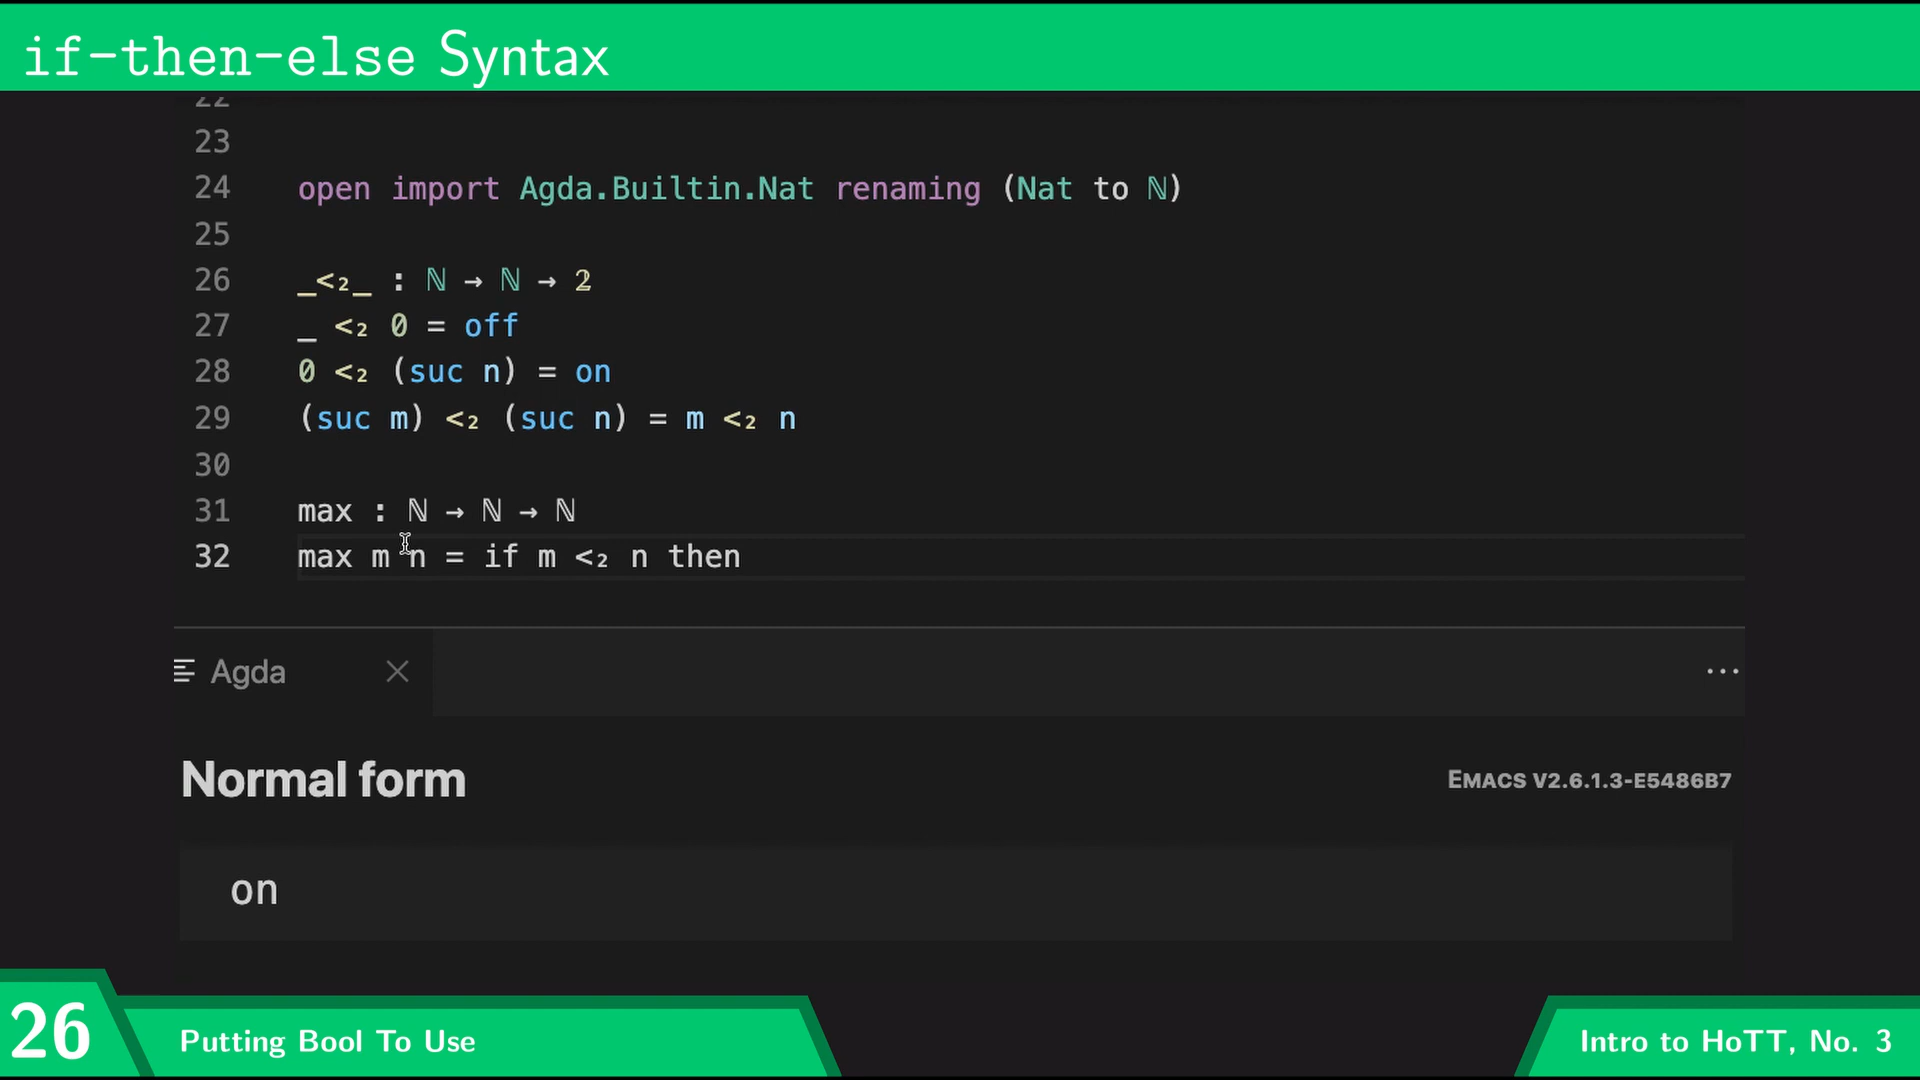 if-then-else Syntax
22
23
24 open import Agda.Builtin.Nat renaming (Nat to ℕ)
25
26 _<₂_ : ℕ → ℕ → 𝟚
27 _ <₂ 0 = off
28 0 <₂ (suc n) = on
29 (suc m) <₂ (suc n) = m <₂ n
30
31 max : ℕ → ℕ → ℕ
32 max m n = if m <₂ n then
Agda
Normal form
EMACS V2.6.1.3-E5486B7
on
26
Putting Bool To Use
Intro to HoTT, No. 3